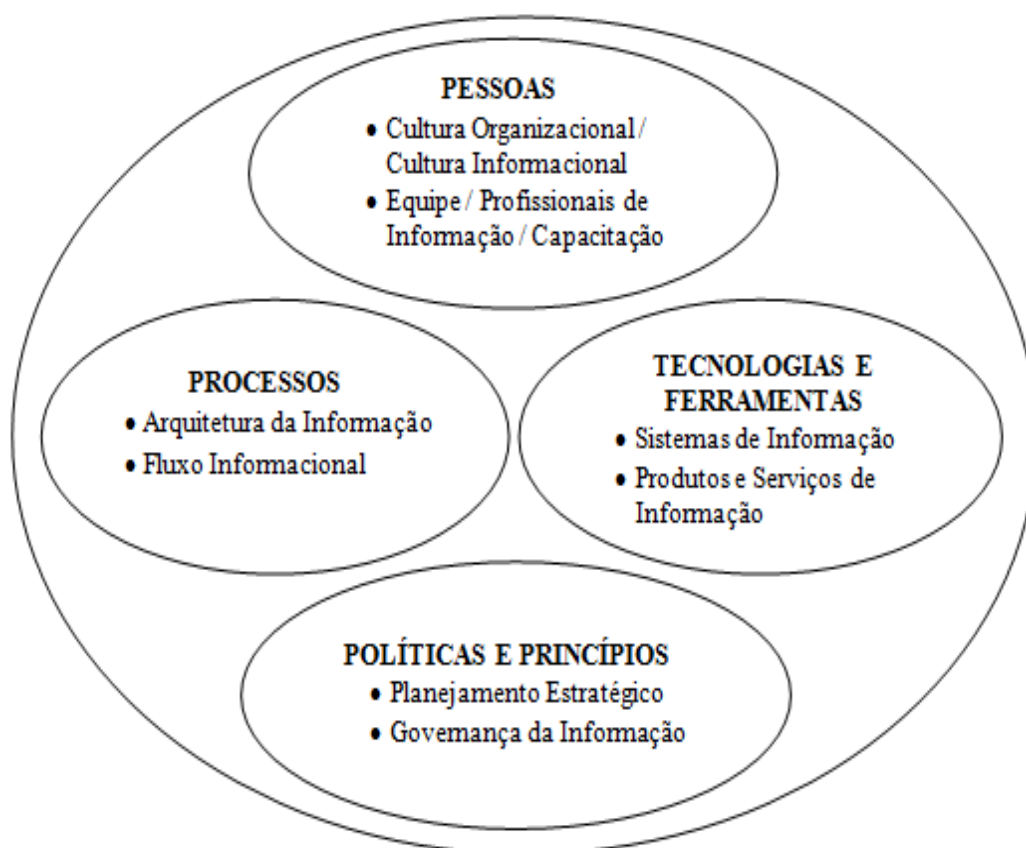 PESSOAS
• Cultura Organizacional /
Cultura Informacional
• Equipe / Profissionais de
Informação / Capacitação
PROCESSOS
• Arquitetura da Informação
• Fluxo Informacional
TECNOLOGIAS E
FERRAMENTAS
• Sistemas de Informação
• Produtos e Serviços de
Informação
POLÍTICAS E PRINCÍPIOS
• Planejamento Estratégico
• Governança da Informação